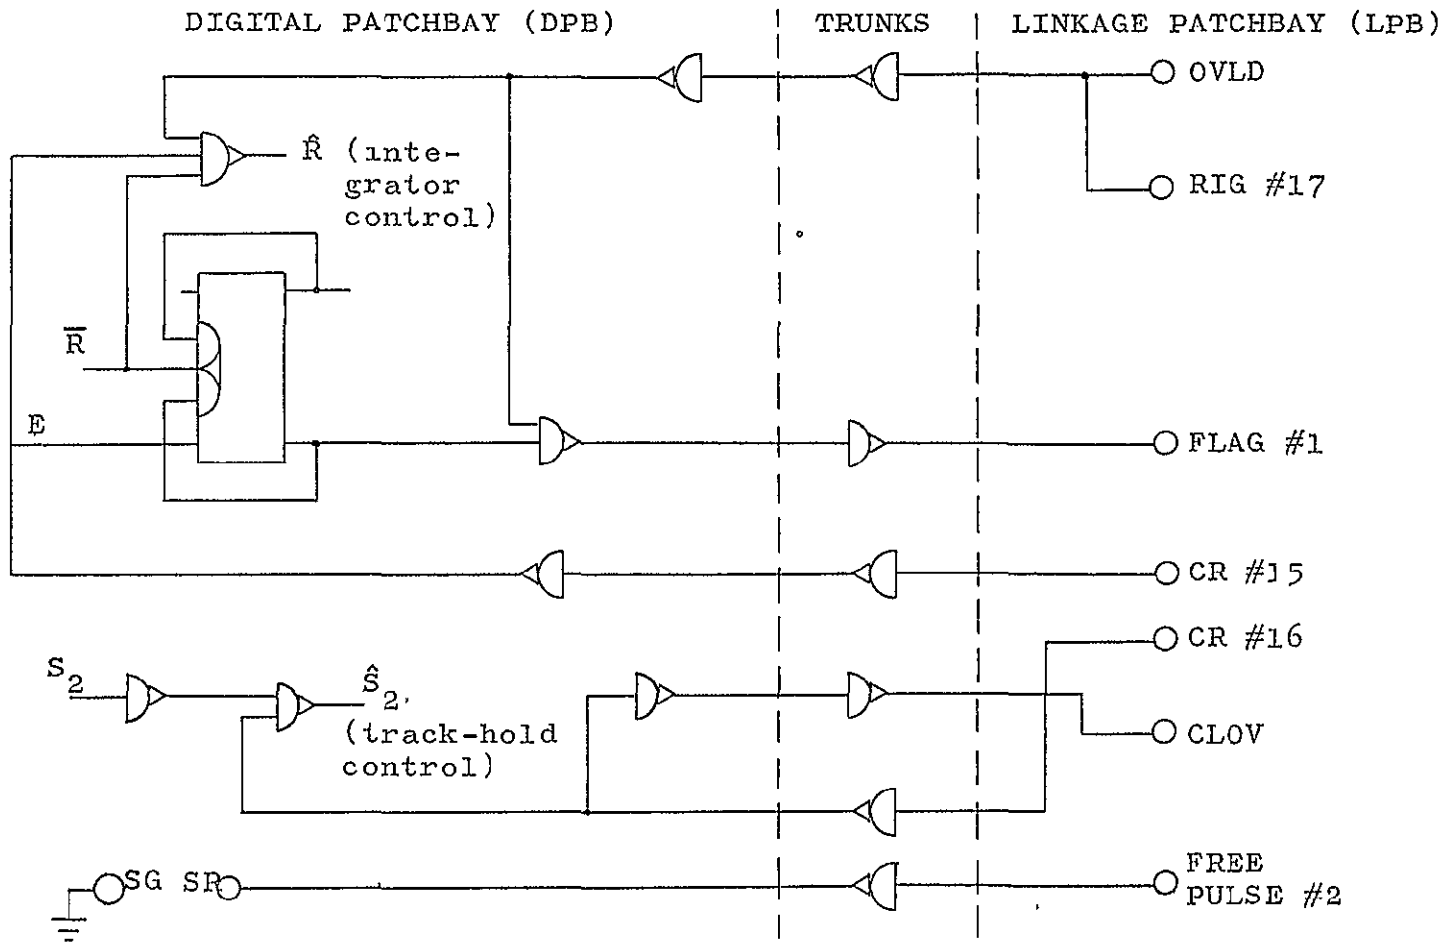 DIGITAL PATCHBAY (DPB)
TRUNKS
LINKAGE PATCHBAY (LPB)
OVLD
R̂ (inte-
grator
control)
RIG #17
R̅
E
FLAG #1
CR #15
CR #16
S₂
Ŝ₂
(track-hold
control)
CLOV
SG SP
FREE
PULSE #2